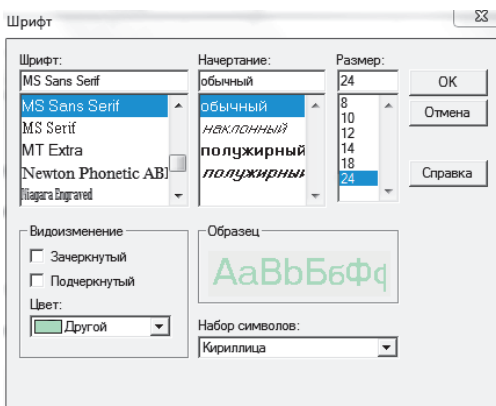 Шрифт
Шрифт:
Начертание:
Размер:
MS Sans Serif
обычный
24
OK
MS Sans Serif
MS Serif
MT Extra
Newton Phonetic ABI
Niagara Engraved
обычный
наклонный
полужирный
полужирный
8
10
12
14
18
24
Отмена
Справка
Видоизменение
Зачеркнутый
Подчеркнутый
Цвет:
Другой
Образец
АаBbБбФф
Набор символов:
Кириллица